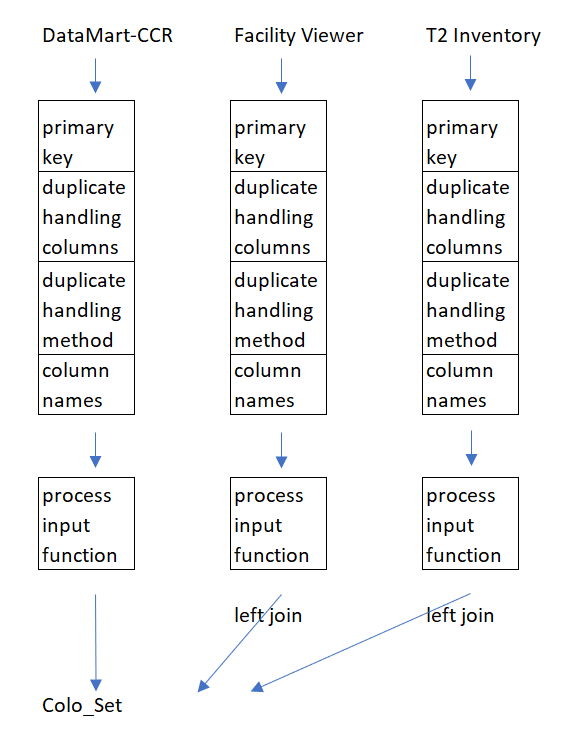 DataMart-CCR
Facility Viewer
T2 Inventory
primary
key
duplicate
handling
columns
duplicate
handling
method
column
names
primary
key
duplicate
handling
columns
duplicate
handling
method
column
names
primary
key
duplicate
handling
columns
duplicate
handling
method
column
names
process
input
function
process
input
function
process
input
function
left join
left join
Colo_Set